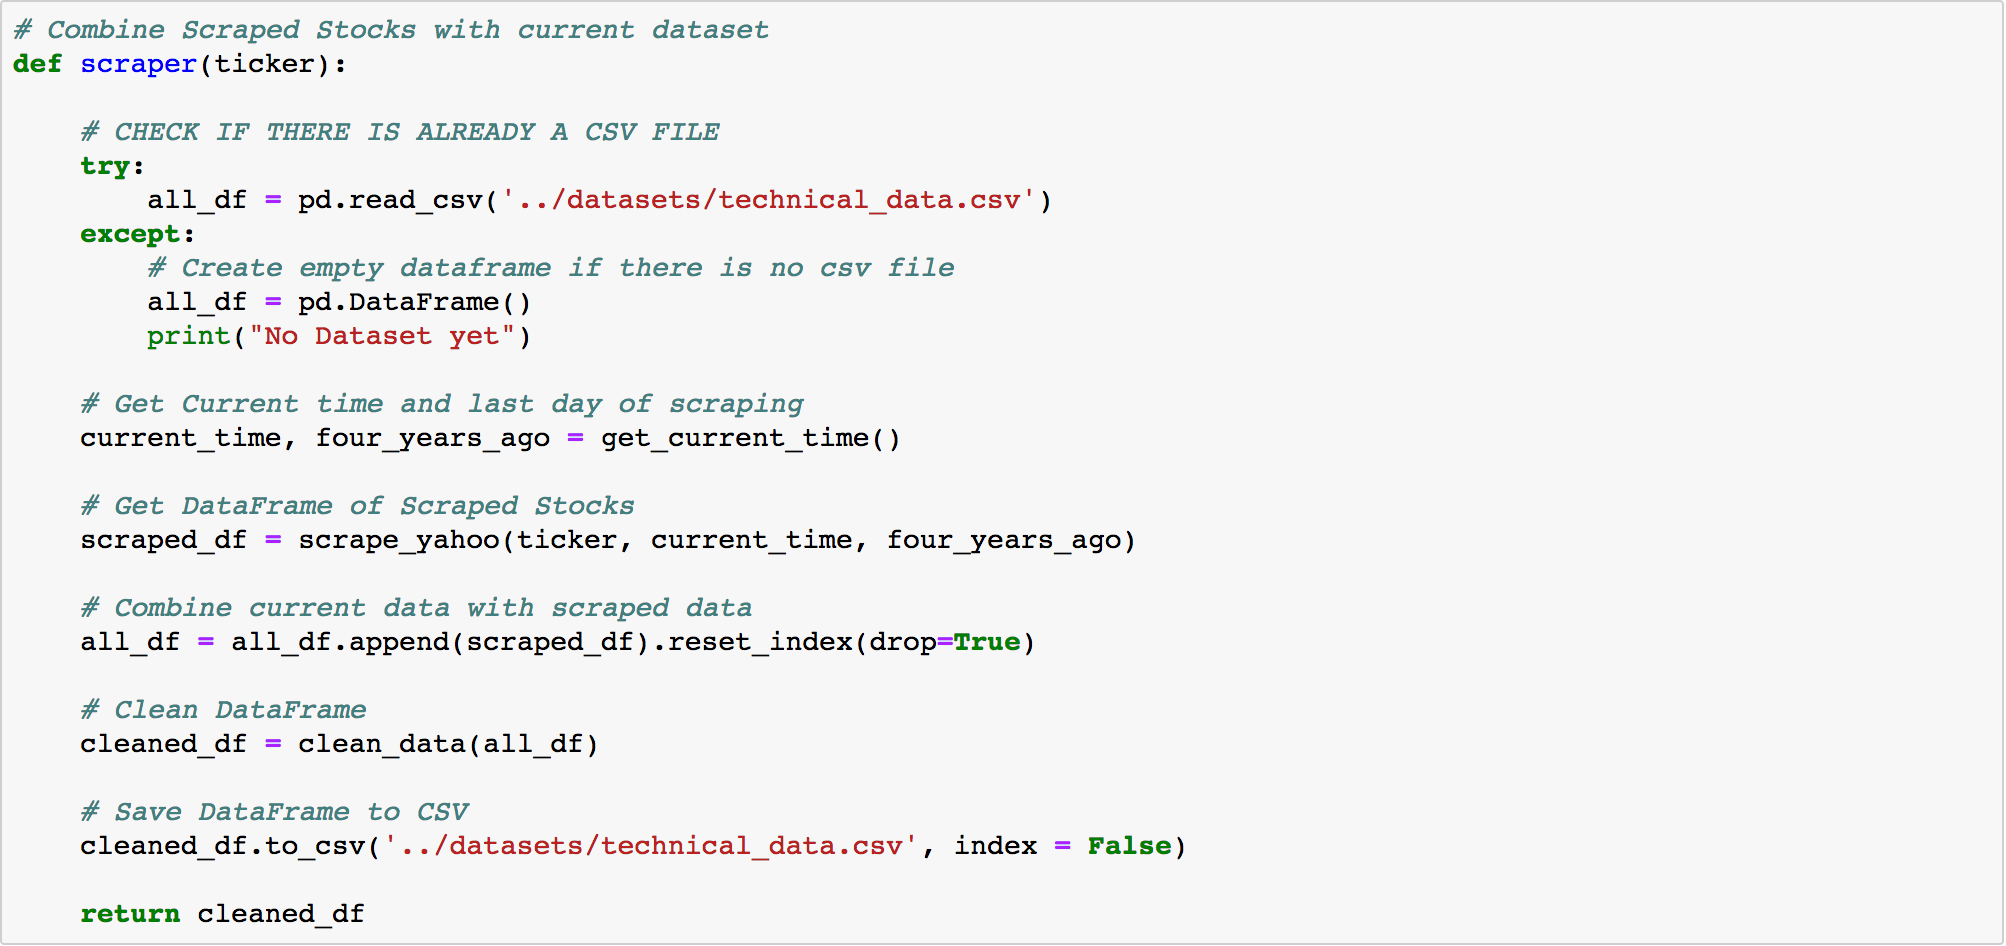 # Combine Scraped Stocks with current dataset
def scraper(ticker):
    # CHECK IF THERE IS ALREADY A CSV FILE
    try:
        all_df = pd.read_csv('../datasets/technical_data.csv')
    except:
        # Create empty dataframe if there is no csv file
        all_df = pd.DataFrame()
        print("No Dataset yet")
    # Get Current time and last day of scraping
    current_time, four_years_ago = get_current_time()
    # Get DataFrame of Scraped Stocks
    scraped_df = scrape_yahoo(ticker, current_time, four_years_ago)
    # Combine current data with scraped data
    all_df = all_df.append(scraped_df).reset_index(drop=True)
    # Clean DataFrame
    cleaned_df = clean_data(all_df)
    # Save DataFrame to CSV
    cleaned_df.to_csv('../datasets/technical_data.csv', index = False)
    return cleaned_df